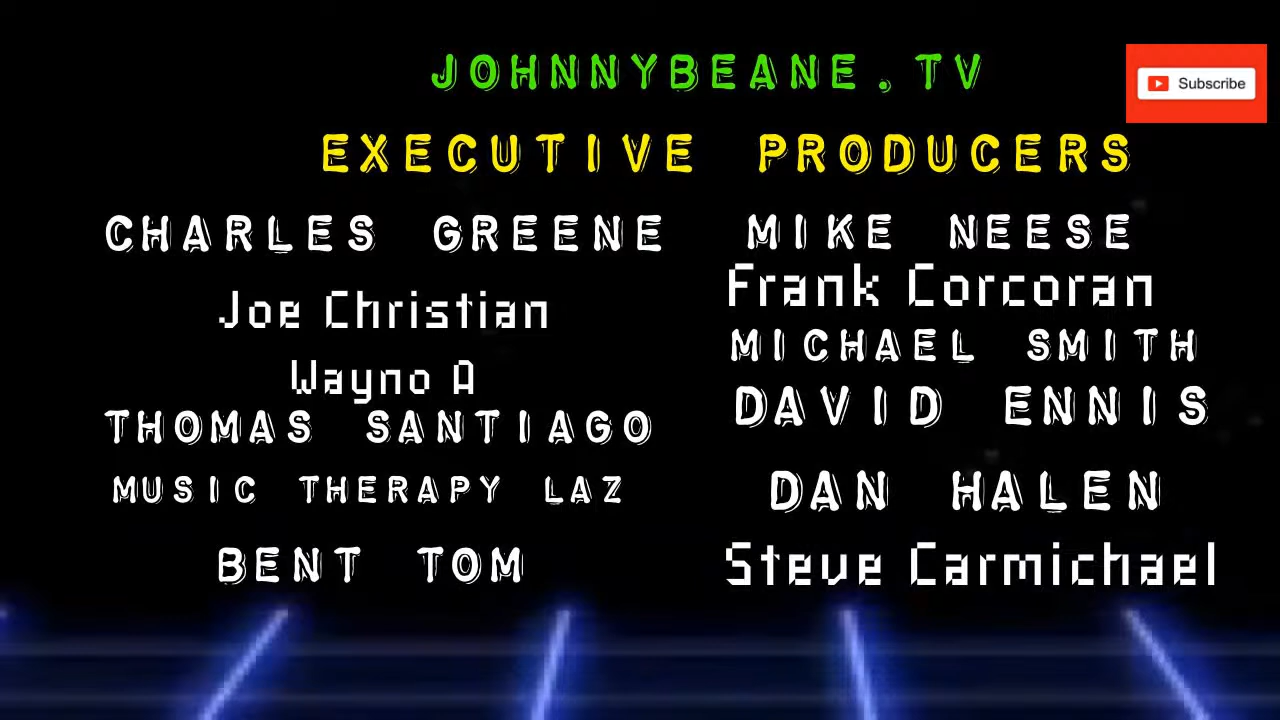 JOHNNYBEANE.TV
Subscribe
EXECUTIVE PRODUCERS
CHARLES GREENE
Joe Christian
Wayno A
THOMAS SANTIAGO
MUSIC THERAPY LAZ
BENT TOM
MIKE NEESE
Frank Corcoran
MICHAEL SMITH
DAVID ENNIS
DAN HALEN
Steve Carmichael